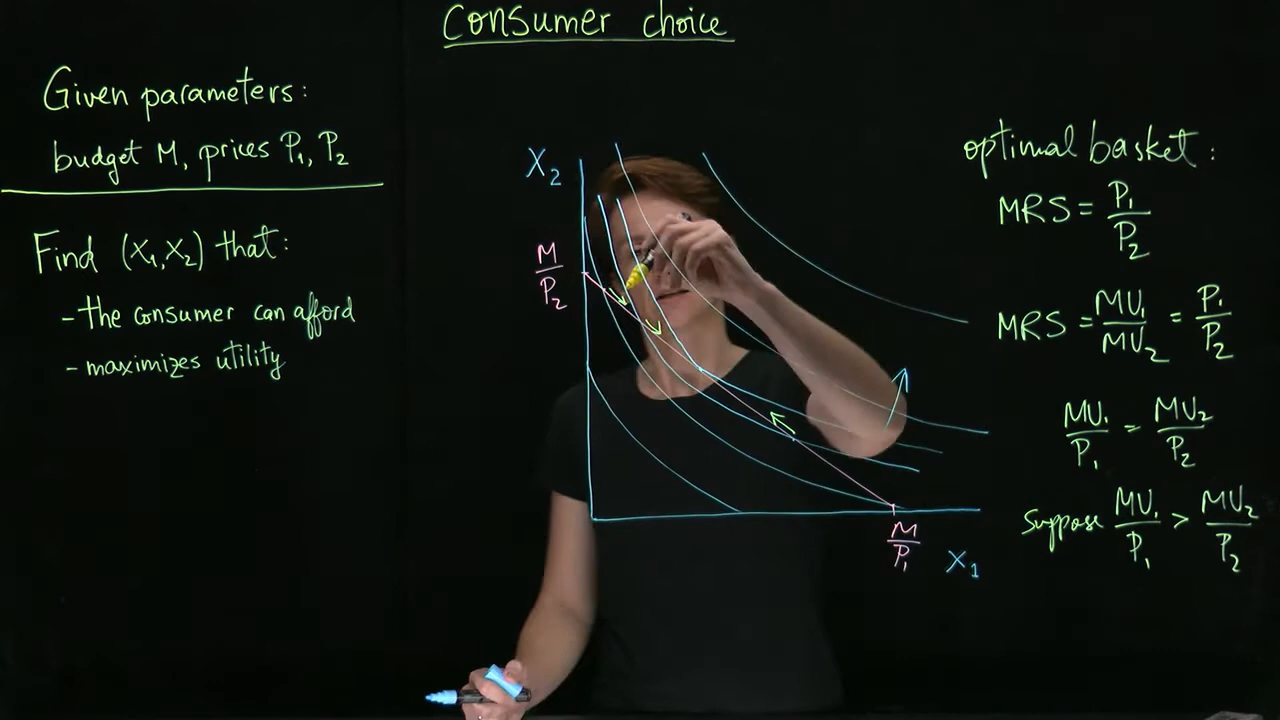 Consumer choice
Given parameters:
budget M, prices P₁, P₂
Find (X₁, X₂) that:
- the consumer can afford
- maximizes utility
X₂
M/P₂
M/P₁
X₁
optimal basket:
MRS = P₁/P₂
MRS = MU₁/MU₂ = P₁/P₂
MU₁/P₁ = MU₂/P₂
Suppose MU₁/P₁ > MU₂/P₂